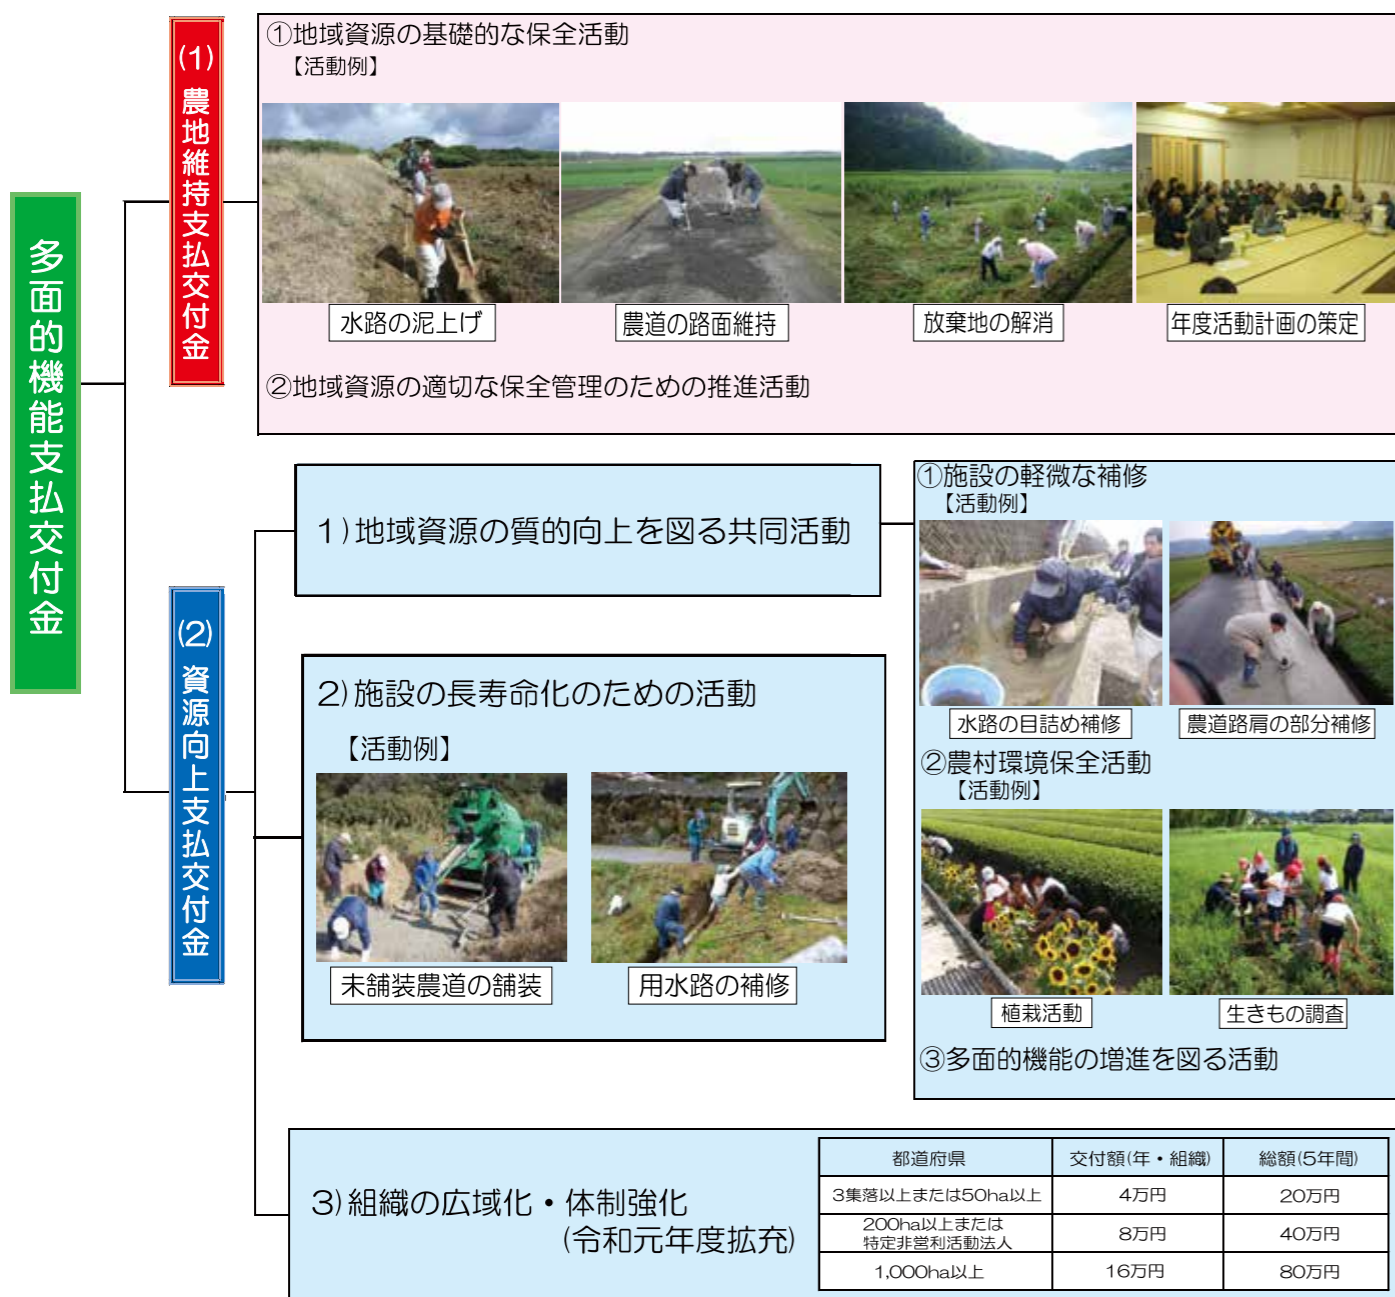 多面的機能支払交付金
(1) 農地維持支払交付金
①地域資源の基礎的な保全活動
【活動例】
水路の泥上げ
農道の路面維持
放棄地の解消
年度活動計画の策定
②地域資源の適切な保全管理のための推進活動
(2) 資源向上支払交付金
1)地域資源の質的向上を図る共同活動
①施設の軽微な補修
【活動例】
水路の目詰め補修
農道路肩の部分補修
②農村環境保全活動
【活動例】
植栽活動
生きもの調査
③多面的機能の増進を図る活動
2)施設の長寿命化のための活動
【活動例】
未舗装農道の舗装
用水路の補修
3)組織の広域化・体制強化
(令和元年度拡充)
都道府県 交付額(年・組織) 総額(5年間)
3集落以上または50ha以上 4万円 20万円
200ha以上または
特定非営利活動法人 8万円 40万円
1,000ha以上 16万円 80万円